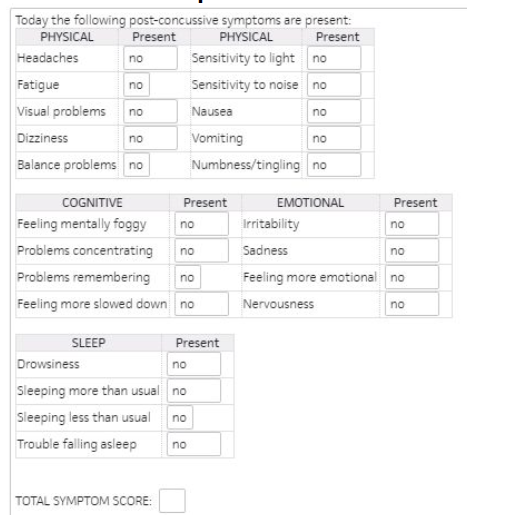 Today the following post-concussive symptoms are present:
PHYSICAL Present PHYSICAL Present
Headaches no Sensitivity to light no
Fatigue no Sensitivity to noise no
Visual problems no Nausea no
Dizziness no Vomiting no
Balance problems no Numbness/tingling no
COGNITIVE Present EMOTIONAL Present
Feeling mentally foggy no Irritability no
Problems concentrating no Sadness no
Problems remembering no Feeling more emotional no
Feeling more slowed down no Nervousness no
SLEEP Present
Drowsiness no
Sleeping more than usual no
Sleeping less than usual no
Trouble falling asleep no
TOTAL SYMPTOM SCORE: